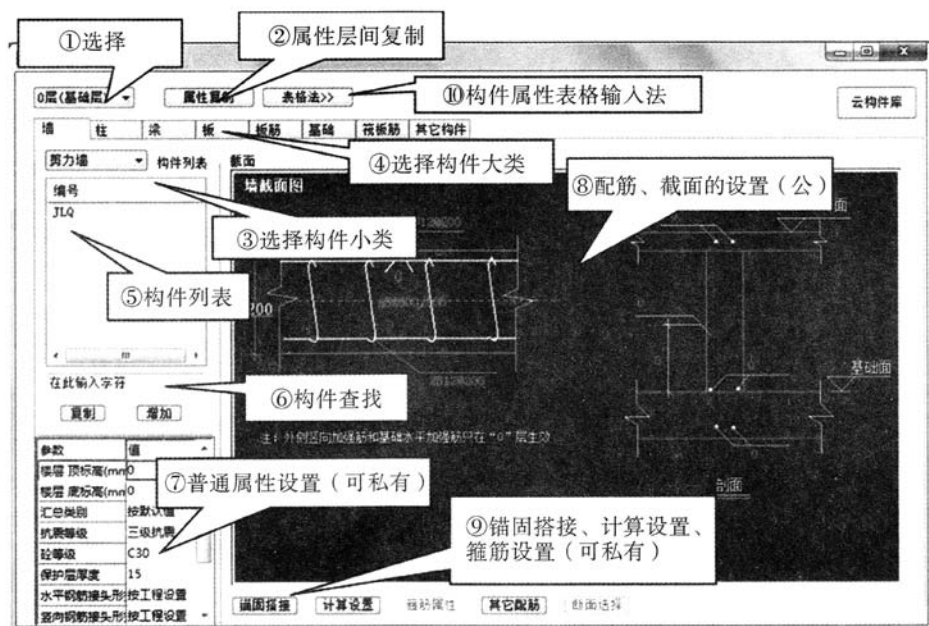 ①选择
②属性层间复制
0层(基础层)
属性复制
表格法>>
⑩构件属性表格输入法
云构件库
墙 柱 梁 板 板筋 基础 筏板筋 其它构件
④选择构件大类
剪力墙 构件列表
截面
编号
JLQ
③选择构件小类
⑤构件列表
墙截面图
⑧配筋、截面的设置(公)
面
基础面
剖面
在此输入字符
⑥构件查找
复制 增加
注：外侧竖向加强筋和基础水平加强筋只在“0”层生效
参数 值
楼层 顶标高(mm 0
楼层 底标高(mm 0
汇总类别 按默认值
抗震等级 三级抗震
砼等级 C30
保护层厚度 15
水平钢筋接头形 按工程设置
竖向钢筋接头形 按工程设置
⑦普通属性设置(可私有)
⑨锚固搭接、计算设置、
箍筋设置(可私有)
锚固搭接 计算设置 箍筋属性 其它配筋 断面选择